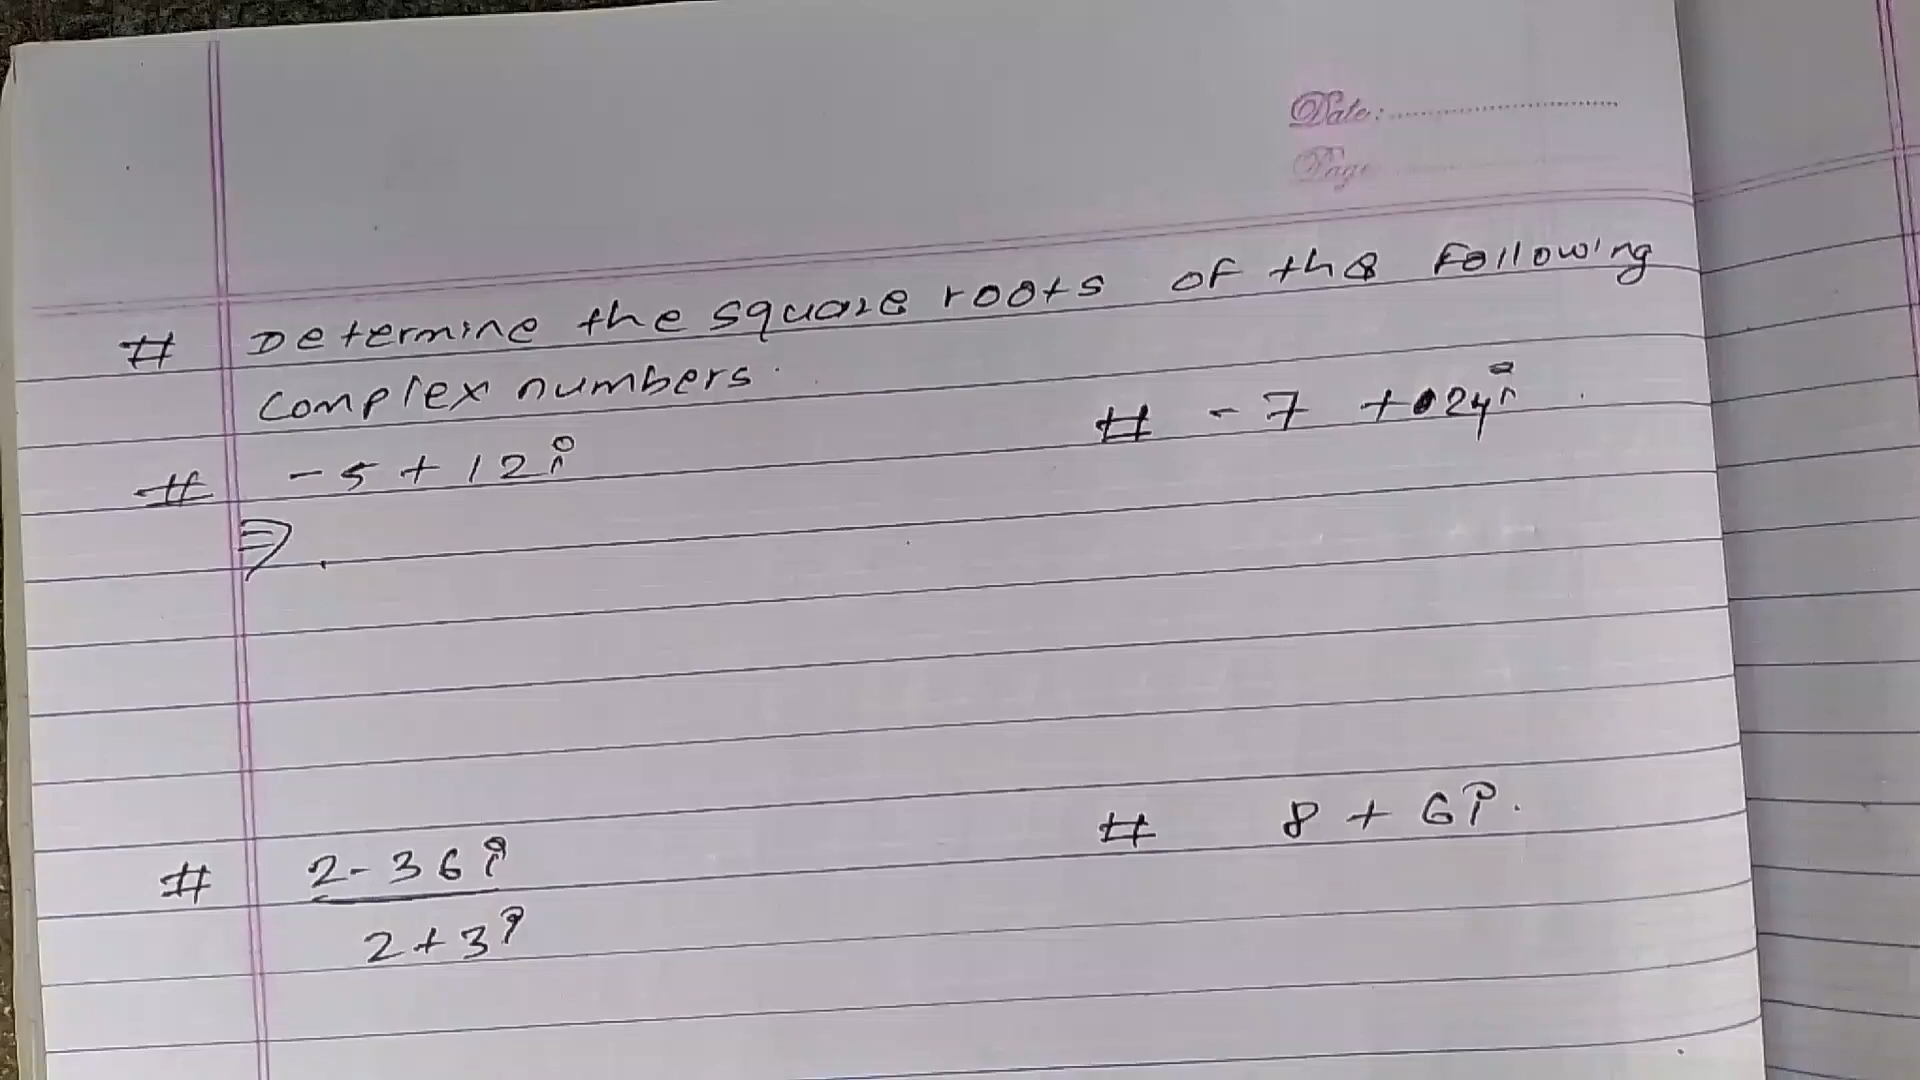 Date:
Page
# Determine the square roots of the following
complex numbers.
# -5 + 12i
# -7 + 24i
⇒.
# 2-36i
2+3i
# 8 + 6i.